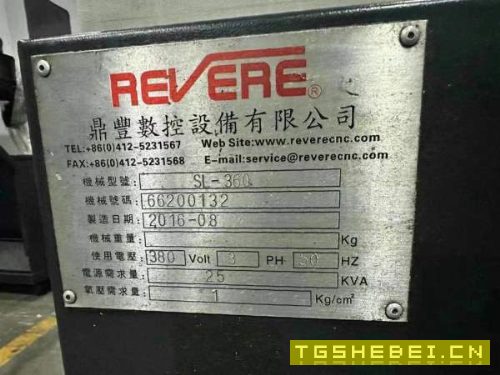 REVERE®
鼎豐數控設備有限公司
TEL:+86(0)412-5231567 Web Site:www.reverecnc.com
FAX:+86(0)412-5231568 E-mail:service@reverecnc.com
機械型號: SL-360
機械號碼: 66200132
製造日期: 2016-08
機械重量: Kg
使用電壓: 380 Volt 3 PH 50 HZ
電源需求量: 25 KVA
氣壓需求量: 1 Kg/cm²
TGSHEBEI.CN